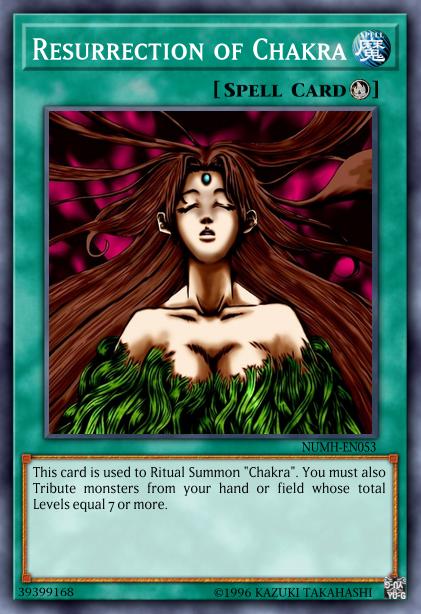 RESURRECTION OF CHAKRA
魔
[SPELL CARD]
NUMH-EN053
This card is used to Ritual Summon "Chakra". You must also
Tribute monsters from your hand or field whose total
Levels equal 7 or more.
39399168
©1996 KAZUKI TAKAHASHI